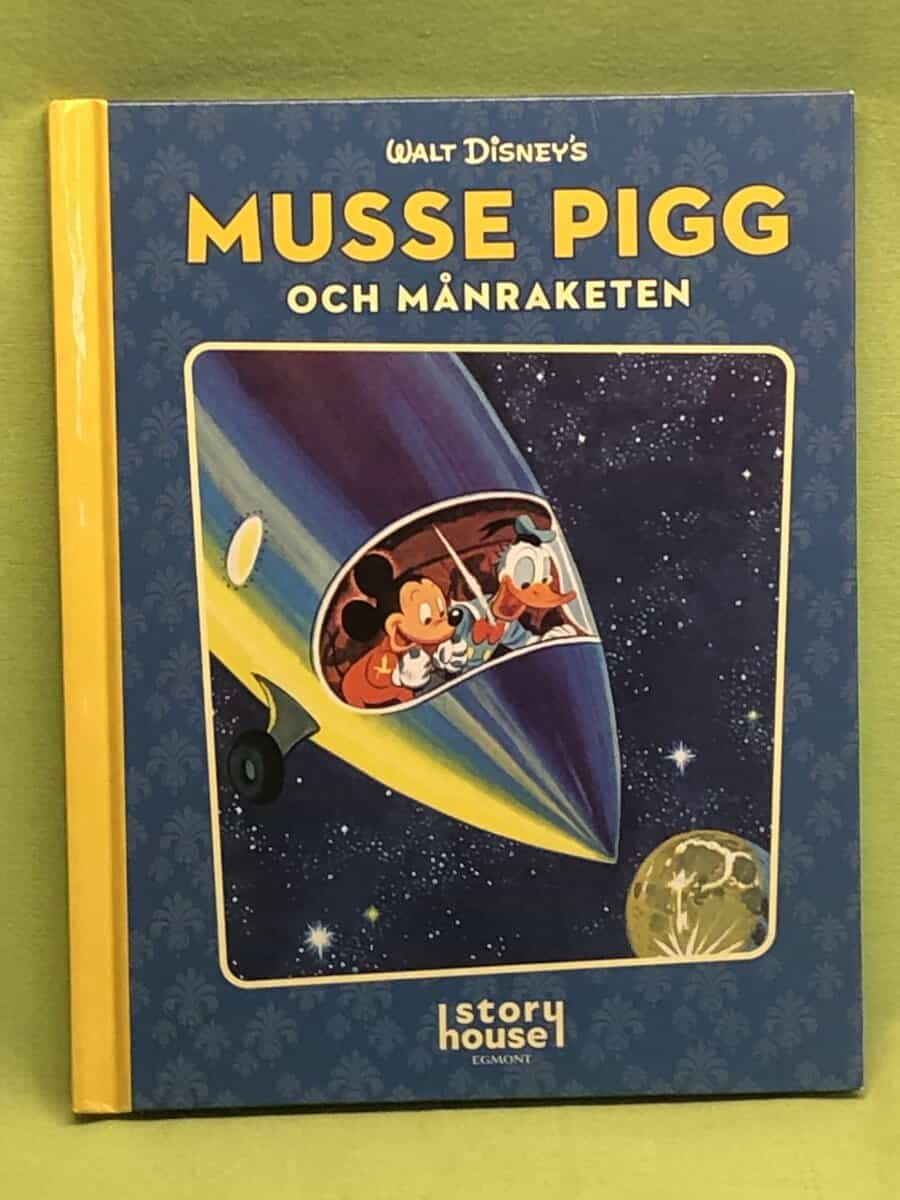 WALT DISNEY'S
MUSSE PIGG
OCH MÅNRAKETEN
story
house
EGMONT